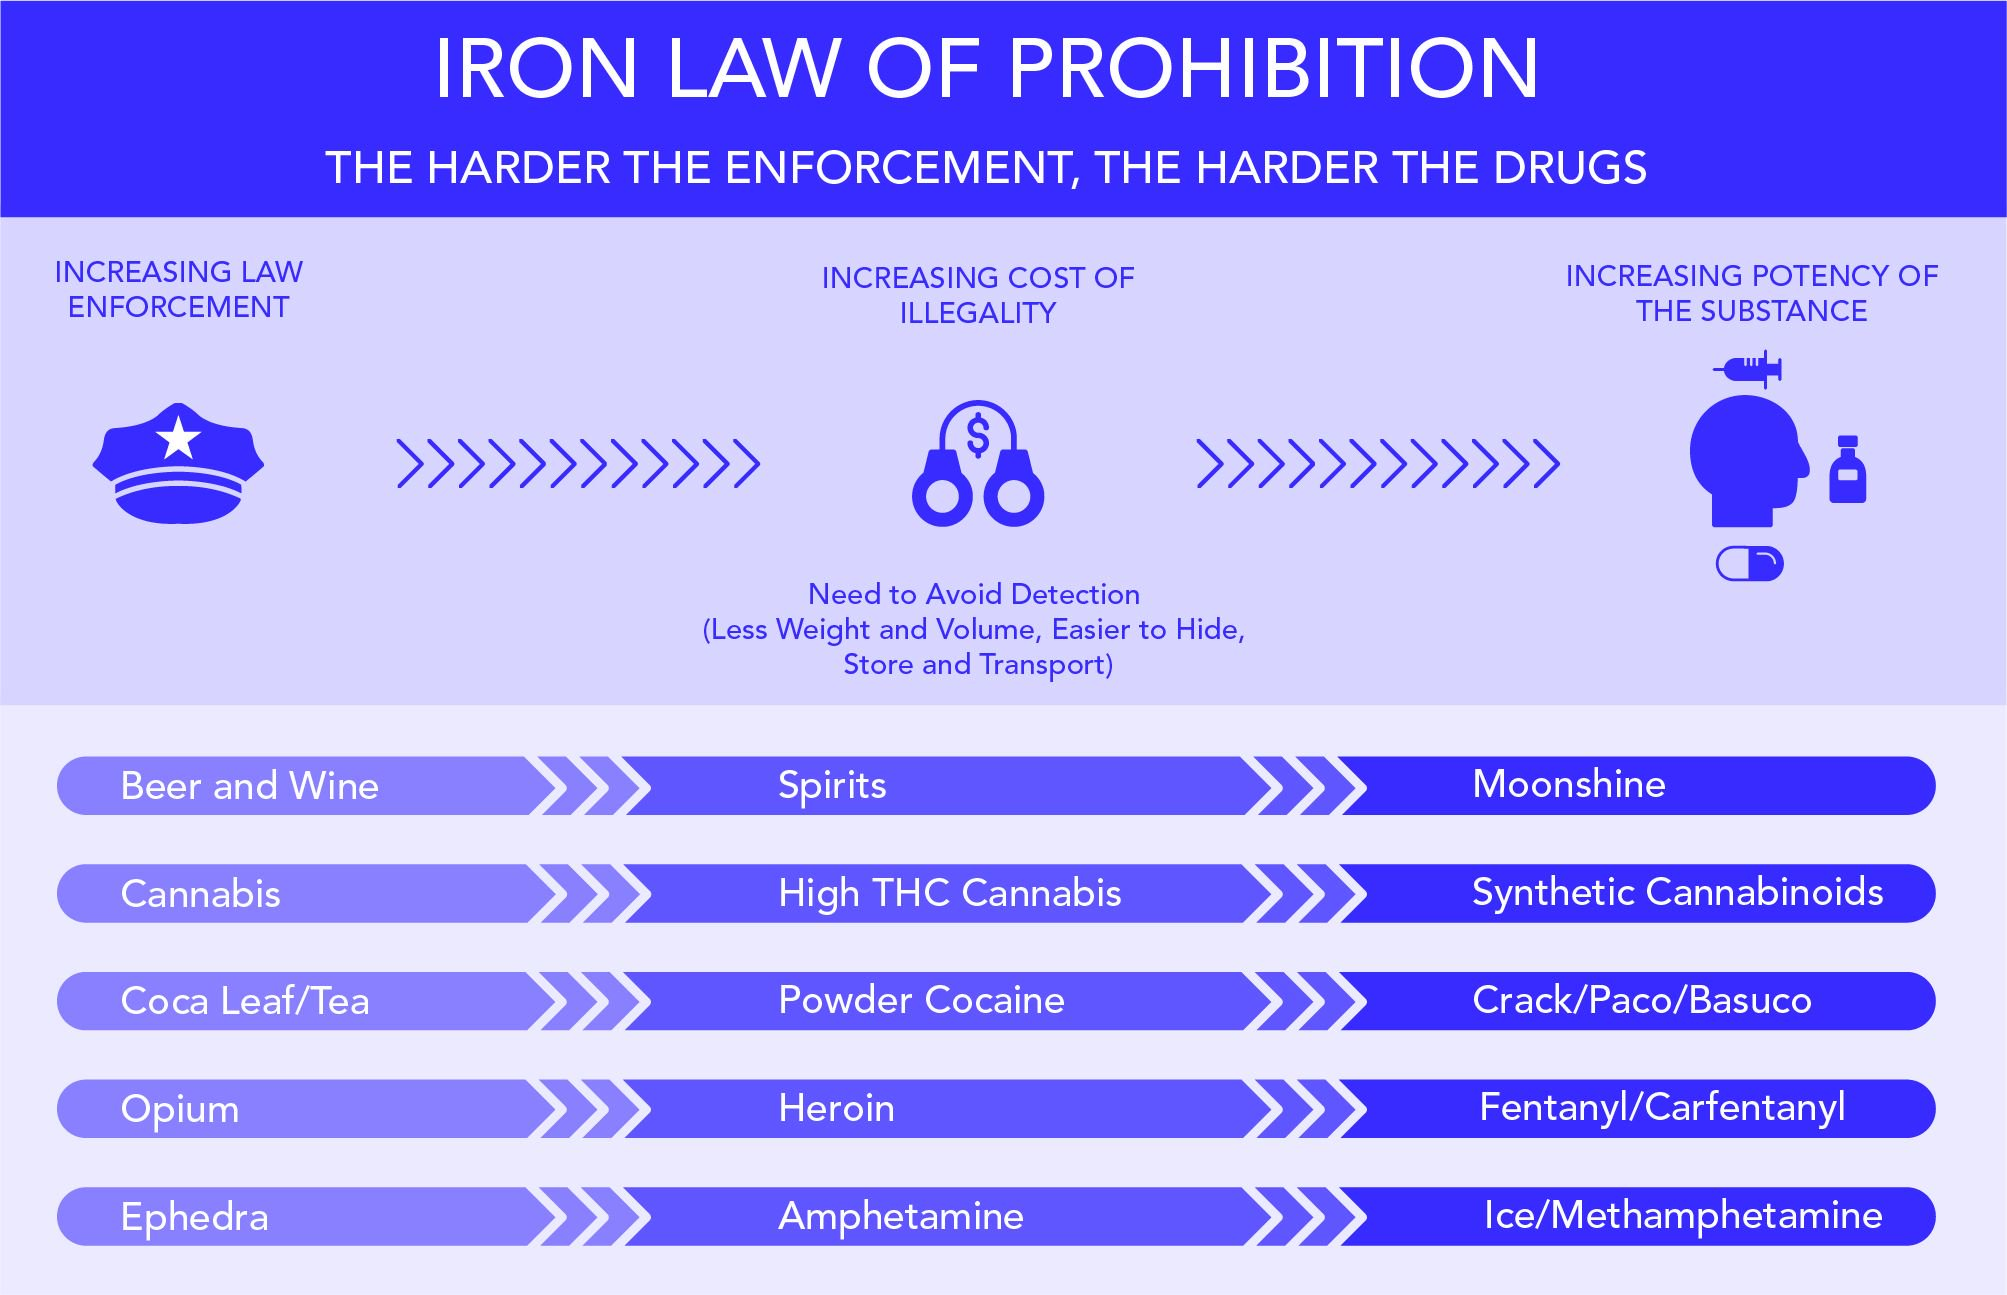 IRON LAW OF PROHIBITION
THE HARDER THE ENFORCEMENT, THE HARDER THE DRUGS
INCREASING LAW
ENFORCEMENT
INCREASING COST OF
ILLEGALITY
$
Need to Avoid Detection
(Less Weight and Volume, Easier to Hide,
Store and Transport)
INCREASING POTENCY OF
THE SUBSTANCE
Beer and Wine
Spirits
Moonshine
Cannabis
High THC Cannabis
Synthetic Cannabinoids
Coca Leaf/Tea
Powder Cocaine
Crack/Paco/Basuco
Opium
Heroin
Fentanyl/Carfentanyl
Ephedra
Amphetamine
Ice/Methamphetamine